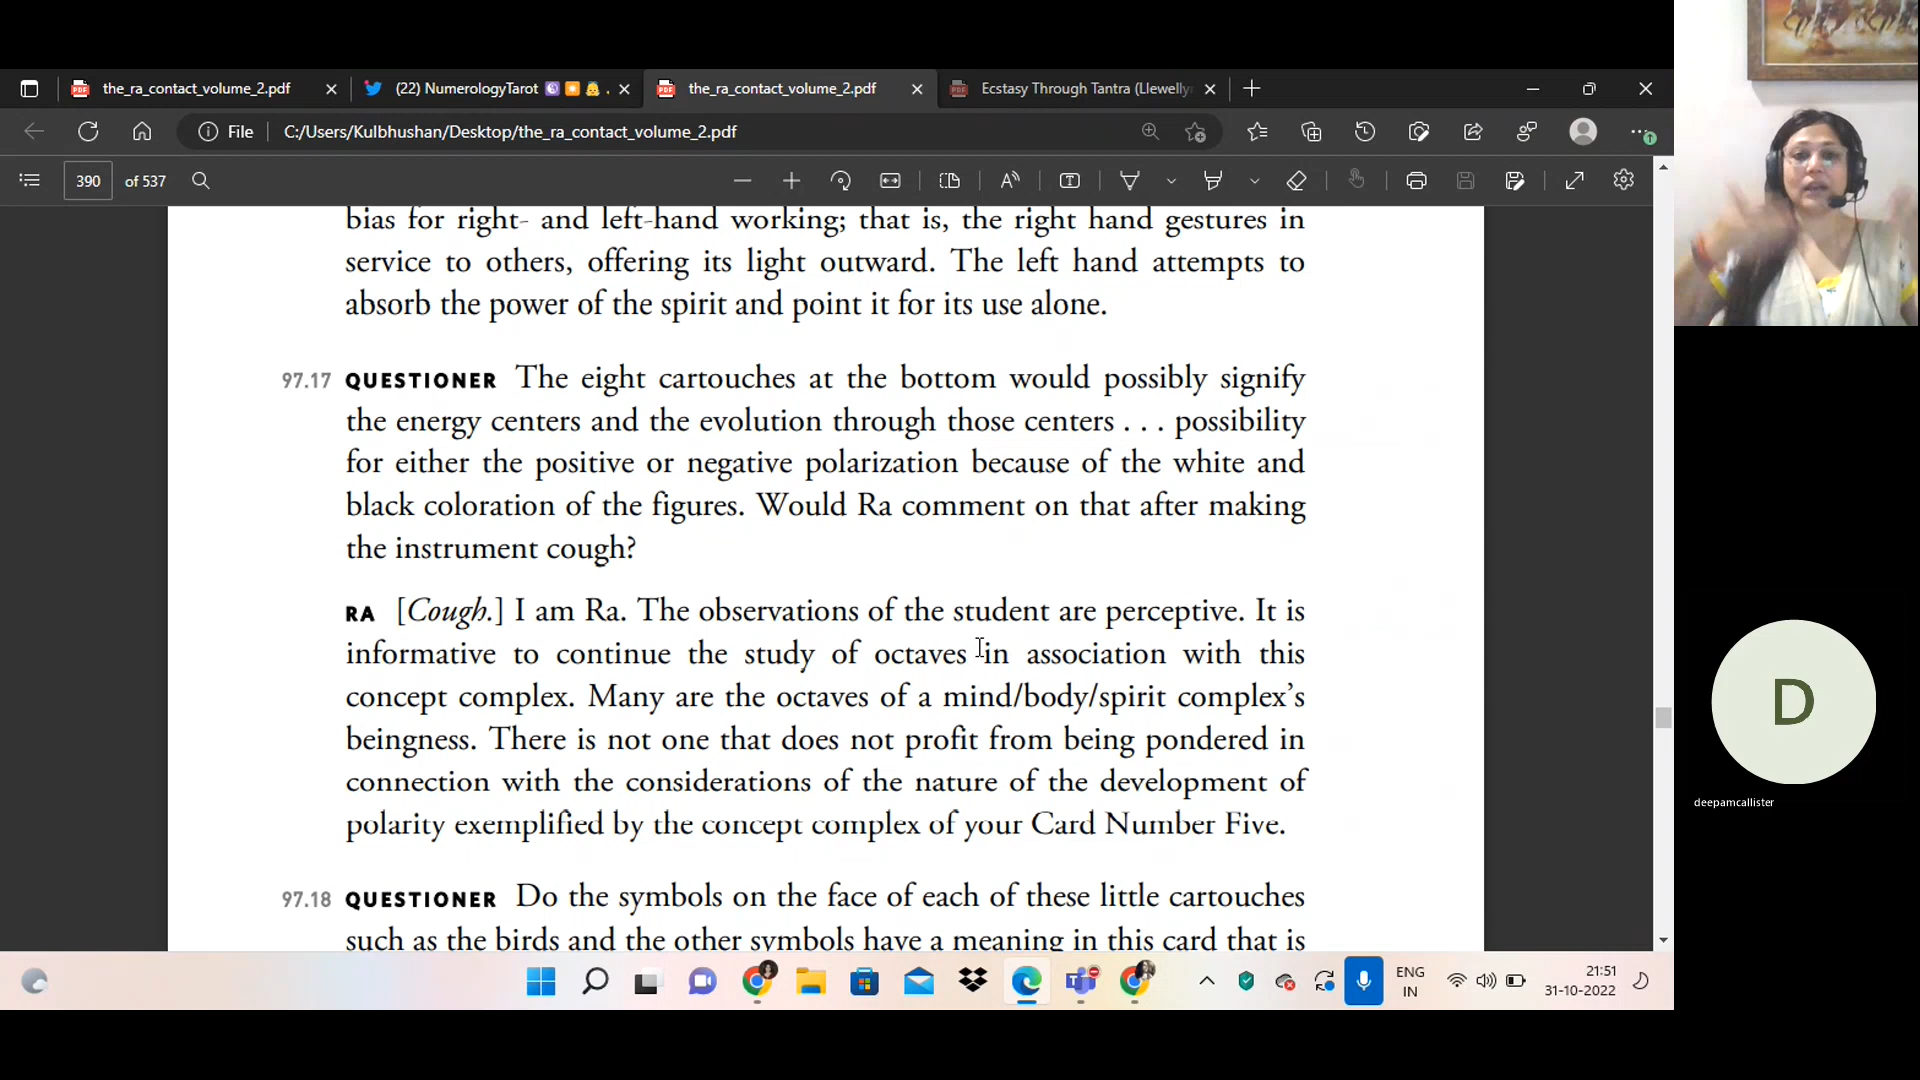 the_ra_contact_volume_2.pdf
(22) NumerologyTarot
the_ra_contact_volume_2.pdf
Ecstasy Through Tantra (Llewelly
File
C:/Users/Kulbhushan/Desktop/the_ra_contact_volume_2.pdf
390 of 537
bias for right- and left-hand working; that is, the right hand gestures in
service to others, offering its light outward. The left hand attempts to
absorb the power of the spirit and point it for its use alone.
97.17 QUESTIONER The eight cartouches at the bottom would possibly signify
the energy centers and the evolution through those centers . . . possibility
for either the positive or negative polarization because of the white and
black coloration of the figures. Would Ra comment on that after making
the instrument cough?
RA [Cough.] I am Ra. The observations of the student are perceptive. It is
informative to continue the study of octaves in association with this
concept complex. Many are the octaves of a mind/body/spirit complex’s
beingness. There is not one that does not profit from being pondered in
connection with the considerations of the nature of the development of
polarity exemplified by the concept complex of your Card Number Five.
97.18 QUESTIONER Do the symbols on the face of each of these little cartouches
such as the birds and the other symbols have a meaning in this card that is
D
deepamcallister
ENG
IN
21:51
31-10-2022